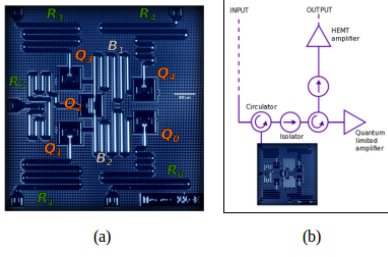 R3
R4
B1
Q3
Q4
R2
Q2
Q1
Q0
B2
R1
R0
(a)
INPUT
OUTPUT
HEMT
amplifier
Circulator
Isolator
Quantum
limited
amplifier
(b)